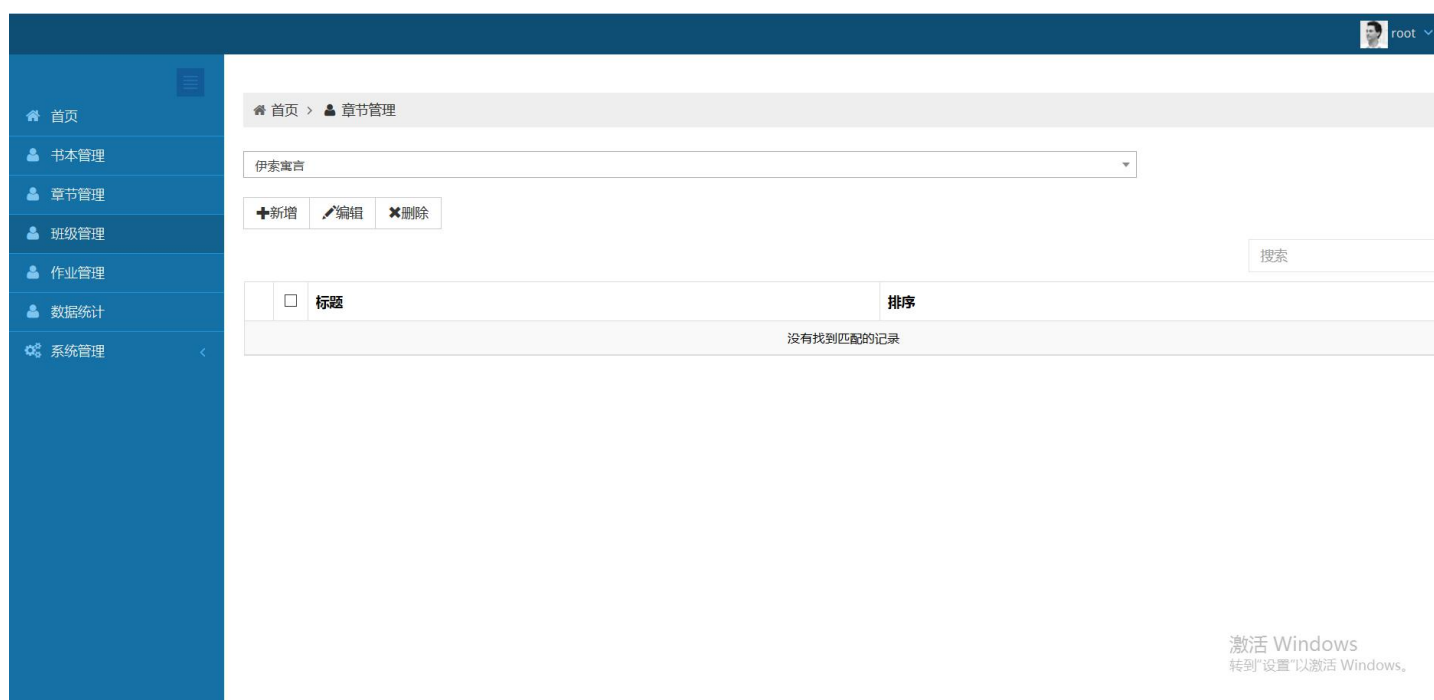 root
首页
书本管理
章节管理
班级管理
作业管理
数据统计
系统管理
首页 > 章节管理
伊索寓言
新增 编辑 删除
搜索
标题 排序
没有找到匹配的记录
激活 Windows
转到"设置"以激活 Windows。